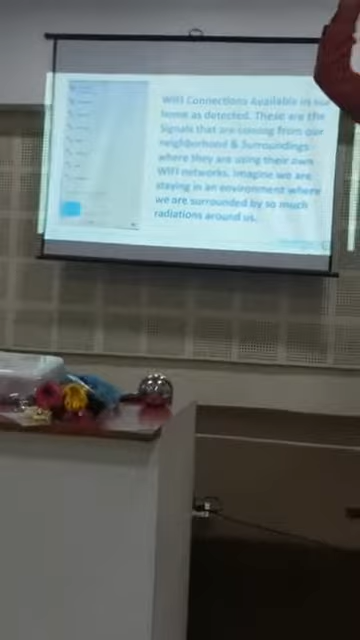 WIFI Connections Available in our
home as detected. These are the
Signals that are coming from our
neighborhood & Surroundings
where they are using their own
WIFI networks. Imagine we are
staying in an environment where
we are surrounded by so much
radiations around us.